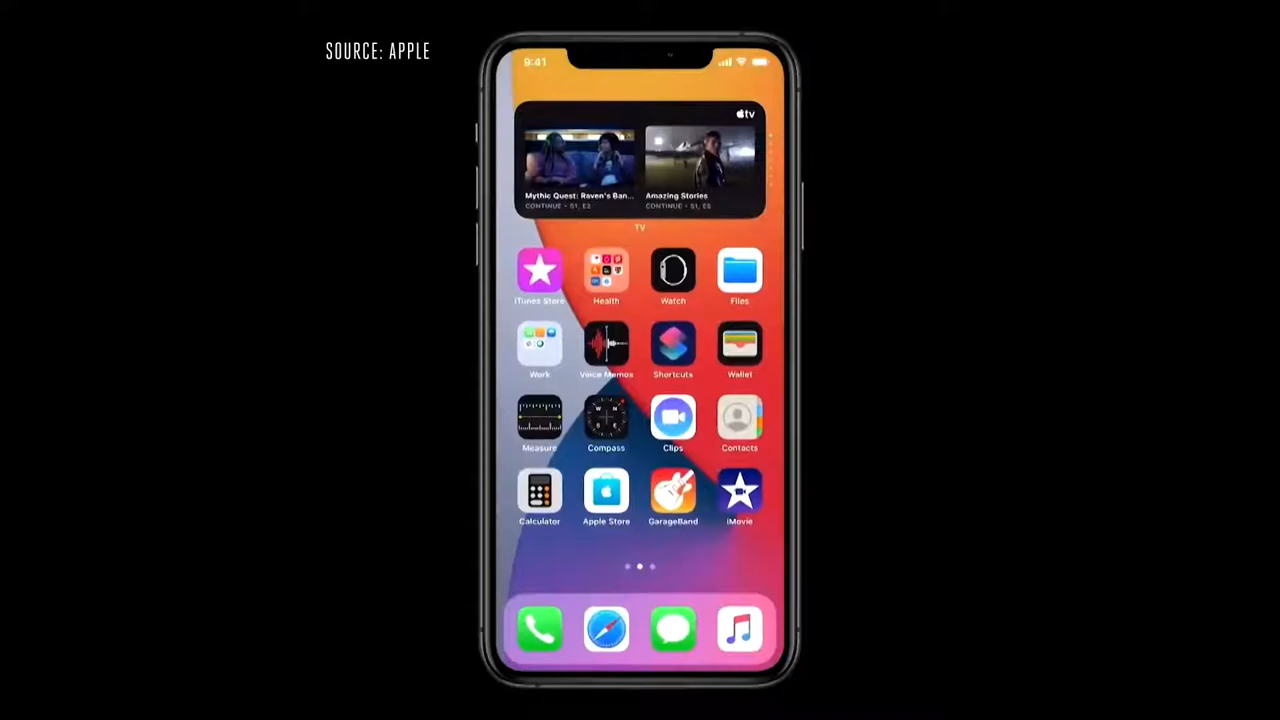 SOURCE: APPLE
9:41
tv
Mythic Quest: Raven's Ban... Amazing Stories
CONTINUE • S1, E2 CONTINUE • S1, E5
TV
iTunes Store Health Watch Files
Work Voice Memos Shortcuts Wallet
W N
S E
Measure Compass Clips Contacts
Calculator Apple Store GarageBand iMovie